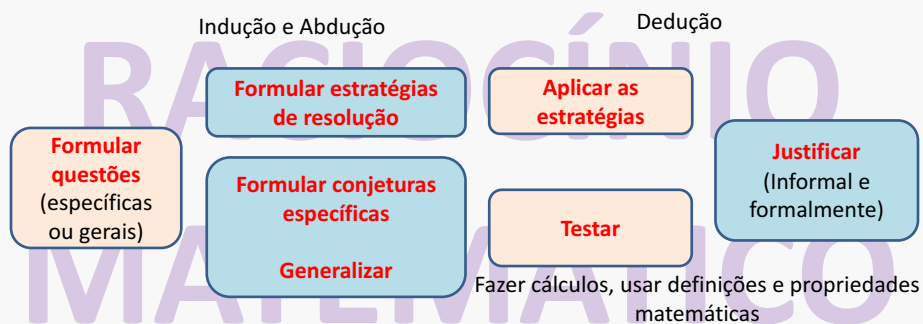 RACIOCÍNIO
MATEMÁTICO
Indução e Abdução
Dedução
Formular questões
(específicas
ou gerais)
Formular estratégias
de resolução
Formular conjeturas
específicas
Generalizar
Aplicar as
estratégias
Testar
Fazer cálculos, usar definições e propriedades
matemáticas
Justificar
(Informal e
formalmente)